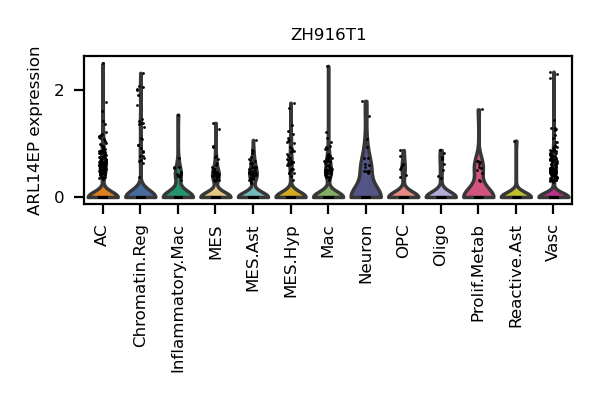 ZH916T1
ARL14EP expression
2
0
AC
Chromatin.Reg
Inflammatory.Mac
MES
MES.Ast
MES.Hyp
Mac
Neuron
OPC
Oligo
Prolif.Metab
Reactive.Ast
Vasc